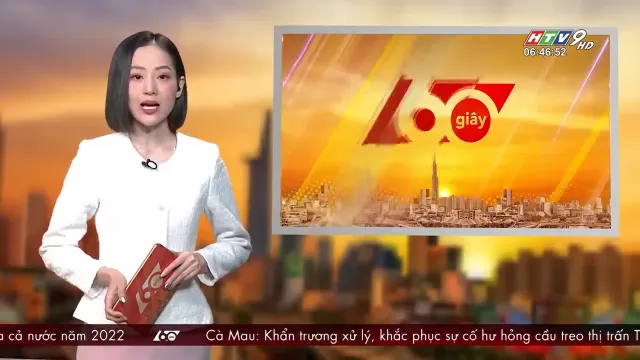 HTV9 HD
06:46:52
60
giây
60
a cả nước năm 2022 60 Cà Mau: Khẩn trương xử lý, khắc phục sự cố hư hỏng cầu treo thị trấn T